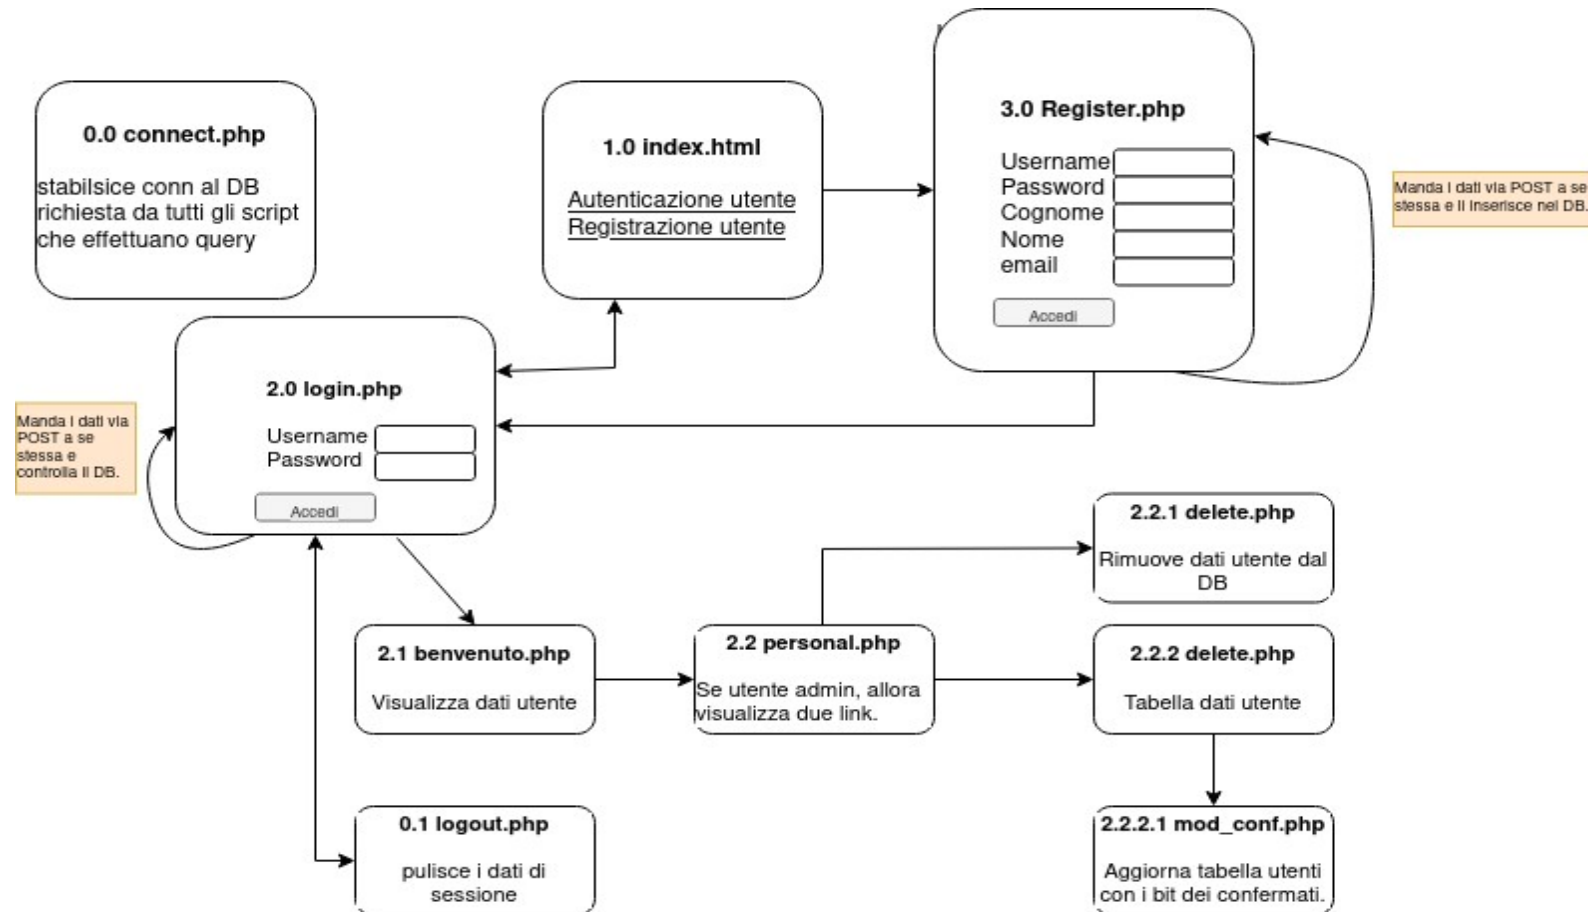 0.0 connect.php
stabilsice conn al DB
richiesta da tutti gli script
che effettuano query
1.0 index.html
Autenticazione utente
Registrazione utente
3.0 Register.php
Username
Password
Cognome
Nome
email
Accedi
Manda i dati via POST a se
stessa e li inserisce nel DB.
2.0 login.php
Username
Password
Accedi
Manda i dati via
POST a se
stessa e
controlla il DB.
2.1 benvenuto.php
Visualizza dati utente
2.2 personal.php
Se utente admin, allora
visualizza due link.
2.2.1 delete.php
Rimuove dati utente dal
DB
2.2.2 delete.php
Tabella dati utente
0.1 logout.php
pulisce i dati di
sessione
2.2.2.1 mod_conf.php
Aggiorna tabella utenti
con i bit dei confermati.